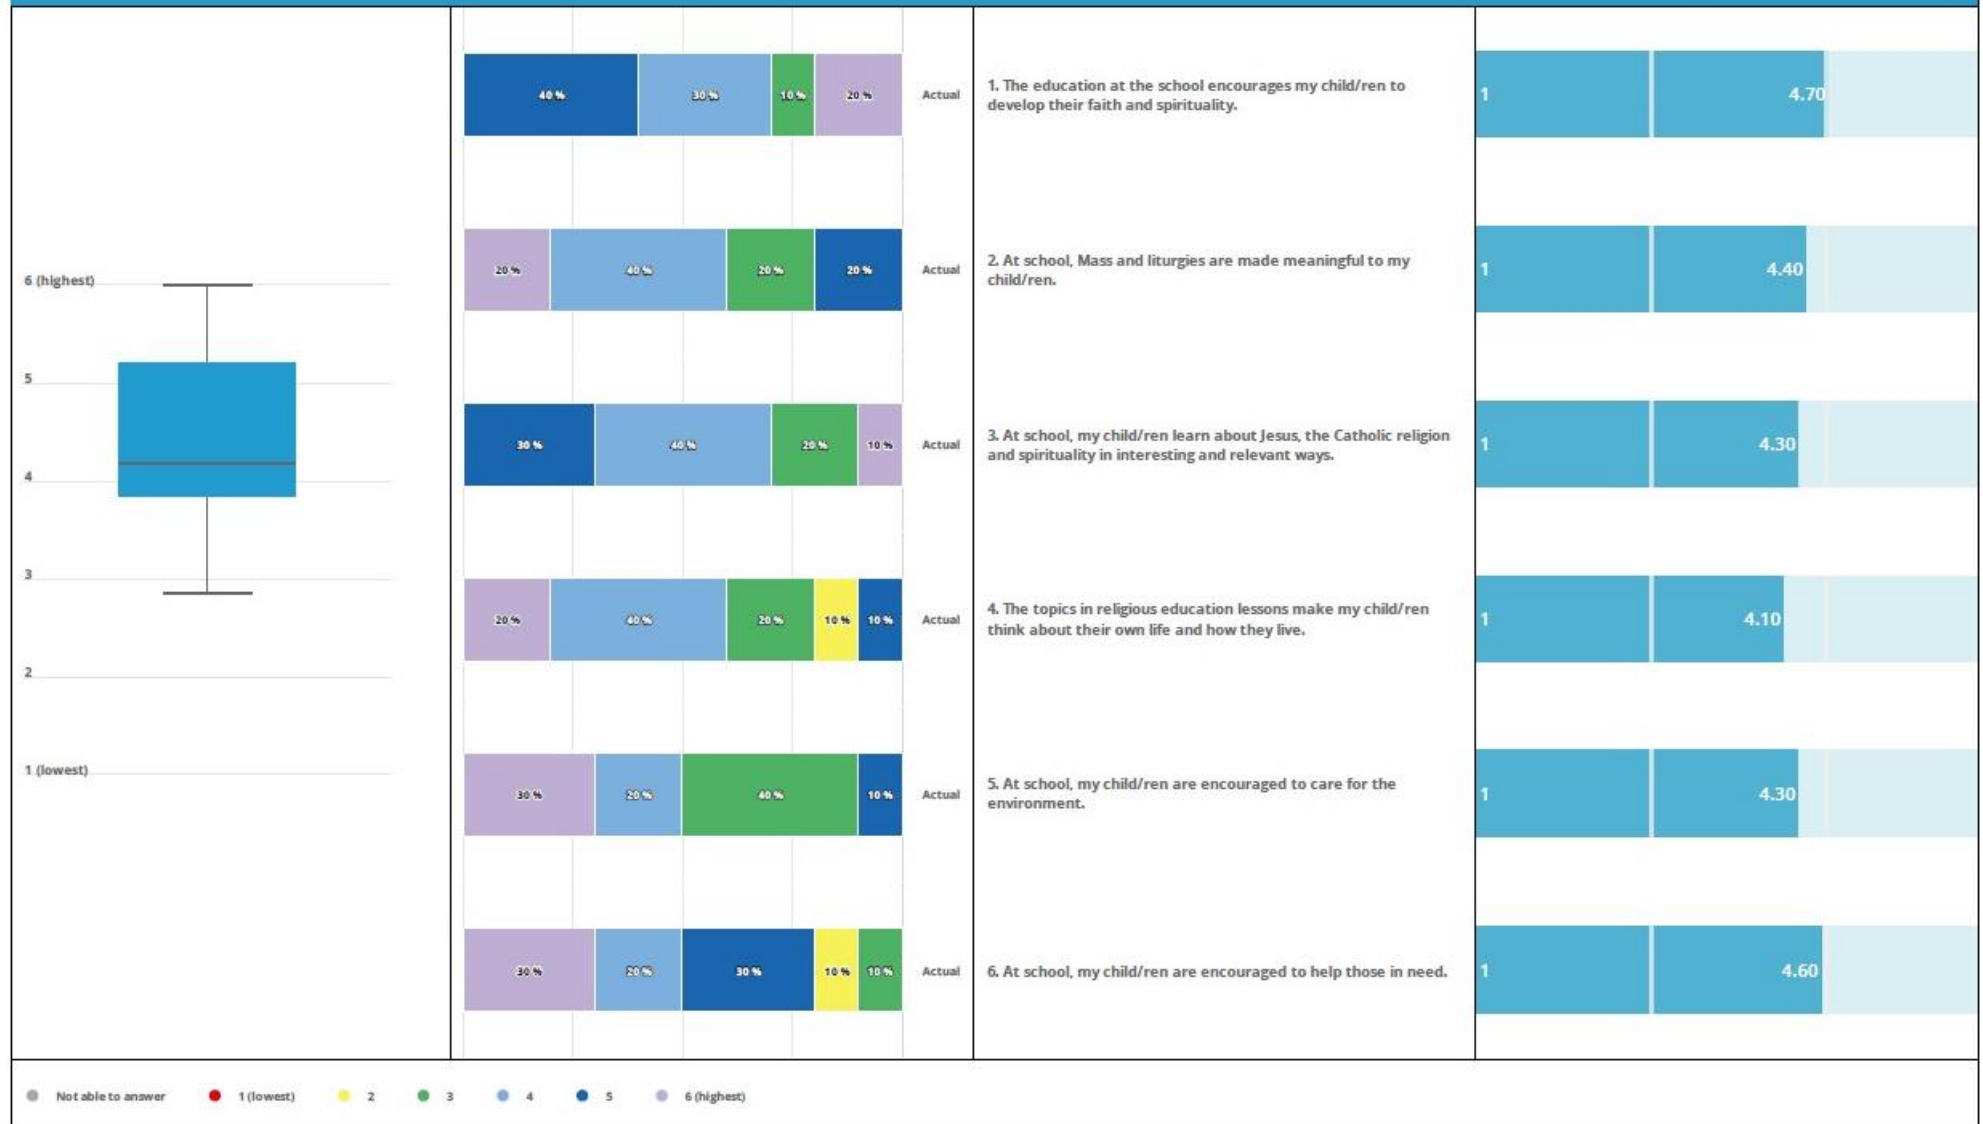 6 (highest)
5
4
3
2
1 (lowest)
40 % 30 % 10 % 20 % Actual
1. The education at the school encourages my child/ren to
develop their faith and spirituality.
1 4.70
20 % 40 % 20 % 20 % Actual
2. At school, Mass and liturgies are made meaningful to my
child/ren.
1 4.40
30 % 40 % 20 % 10 % Actual
3. At school, my child/ren learn about Jesus, the Catholic religion
and spirituality in interesting and relevant ways.
1 4.30
20 % 40 % 20 % 10 % 10 % Actual
4. The topics in religious education lessons make my child/ren
think about their own life and how they live.
1 4.10
30 % 20 % 40 % 10 % Actual
5. At school, my child/ren are encouraged to care for the
environment.
1 4.30
30 % 20 % 30 % 10 % 10 % Actual
6. At school, my child/ren are encouraged to help those in need.
1 4.60
Not able to answer 1 (lowest) 2 3 4 5 6 (highest)